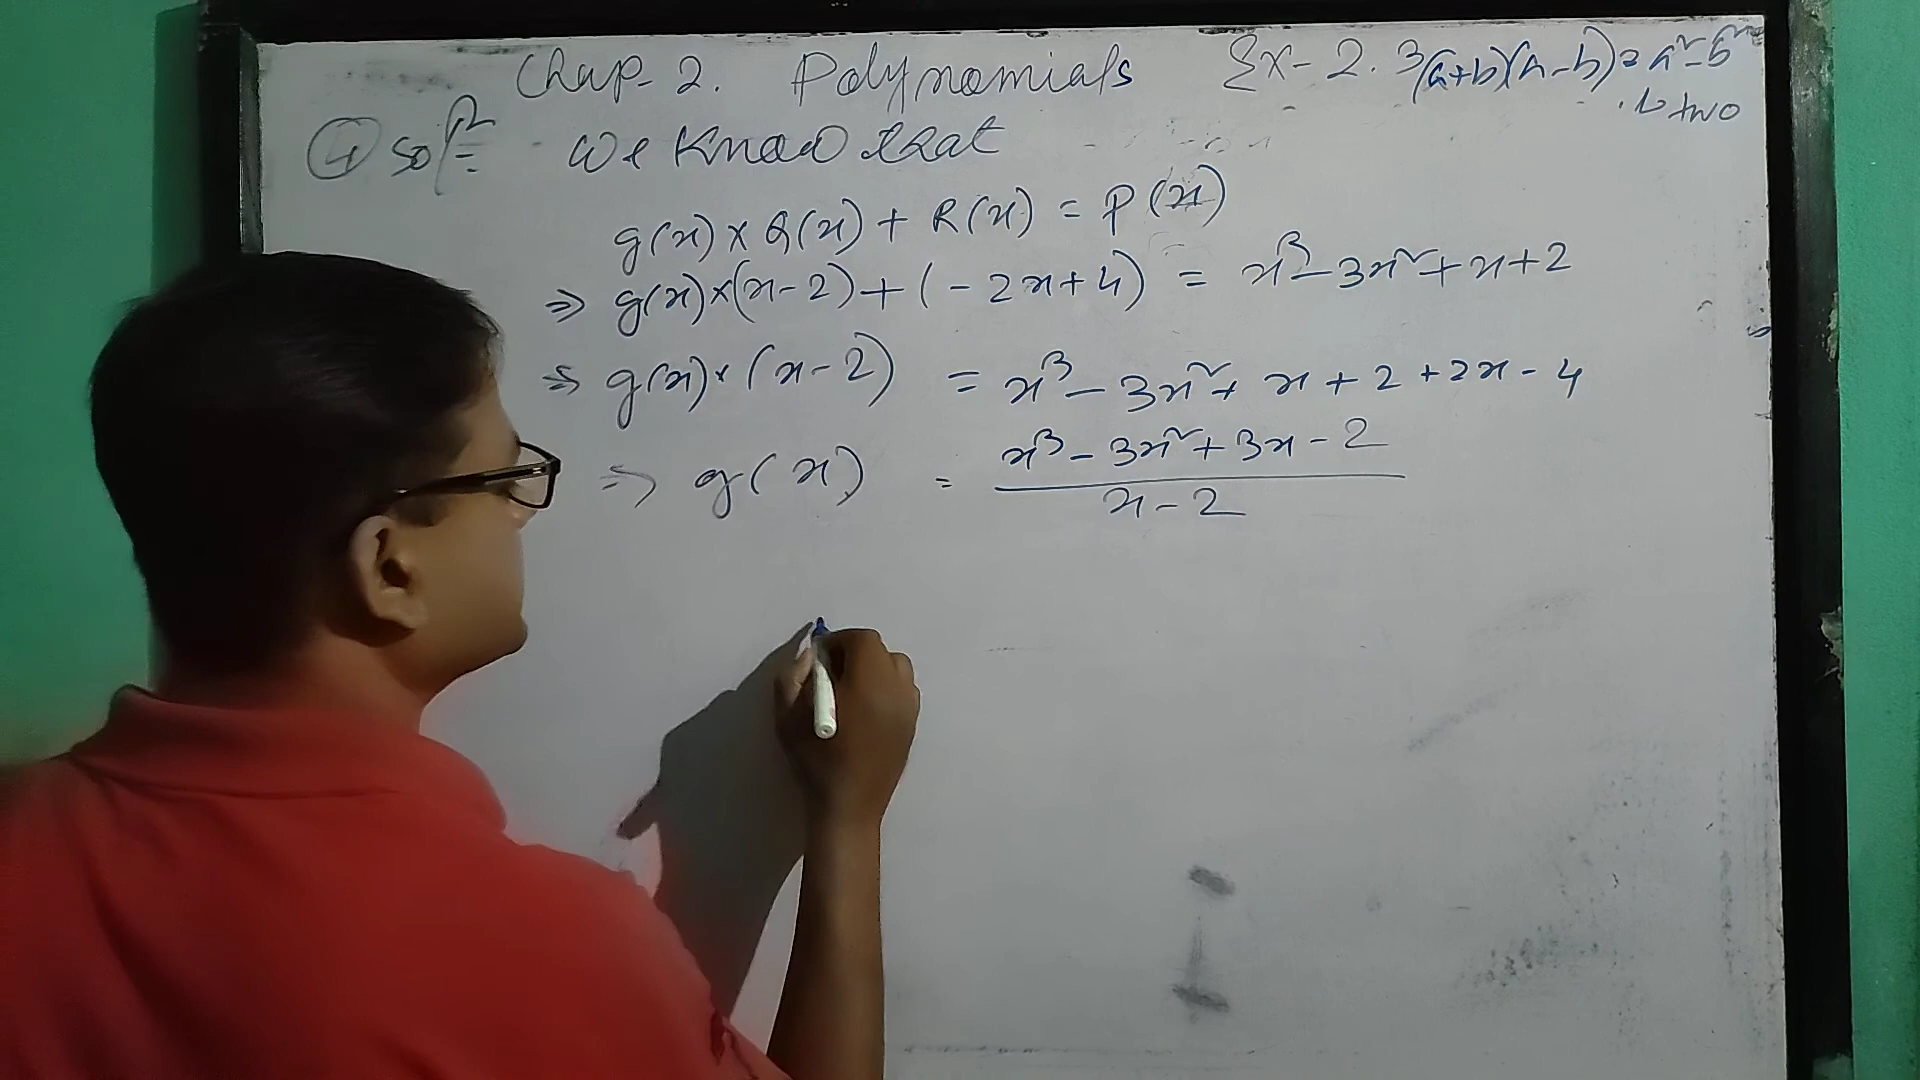 Chap-2. Polynomials Ex-2.3 (a+b)(a-b)=a²-b²
two
④ Solⁿ= We Know that
g(x) × Q(x) + R(x) = P(x)
⇒ g(x)×(x-2)+(-2x+4) = x³-3x²+x+2
⇒ g(x)×(x-2) = x³-3x²+x+2+2x-4
⇒ g(x) = x³-3x²+3x-2
x-2